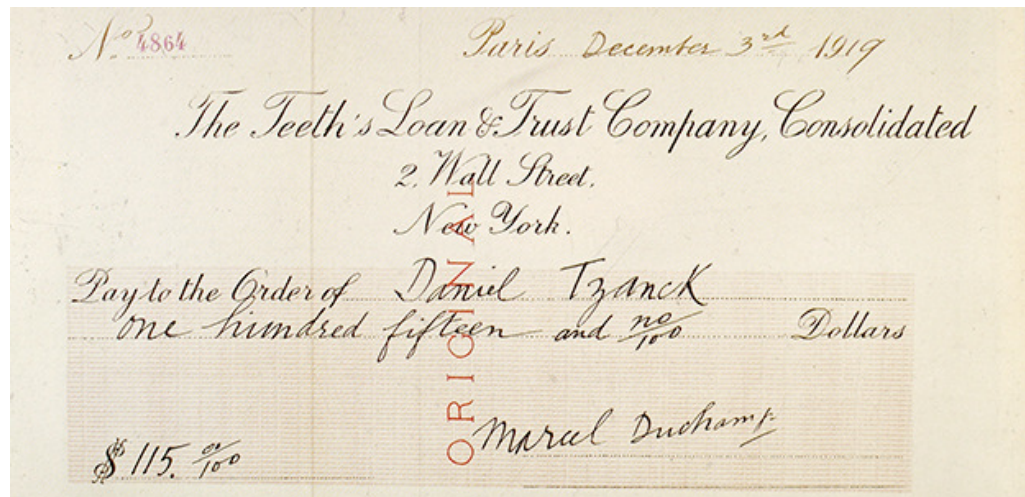 No 4864 Paris December 3rd 1919
The Teeth's Loan & Trust Company, Consolidated
2, Wall Street.
New York.
Pay to the Order of Daniel Tzanck
one hundred fifteen and no/100 Dollars
ORIGINAL
Marcel Duchamp
$ 115. 00/100